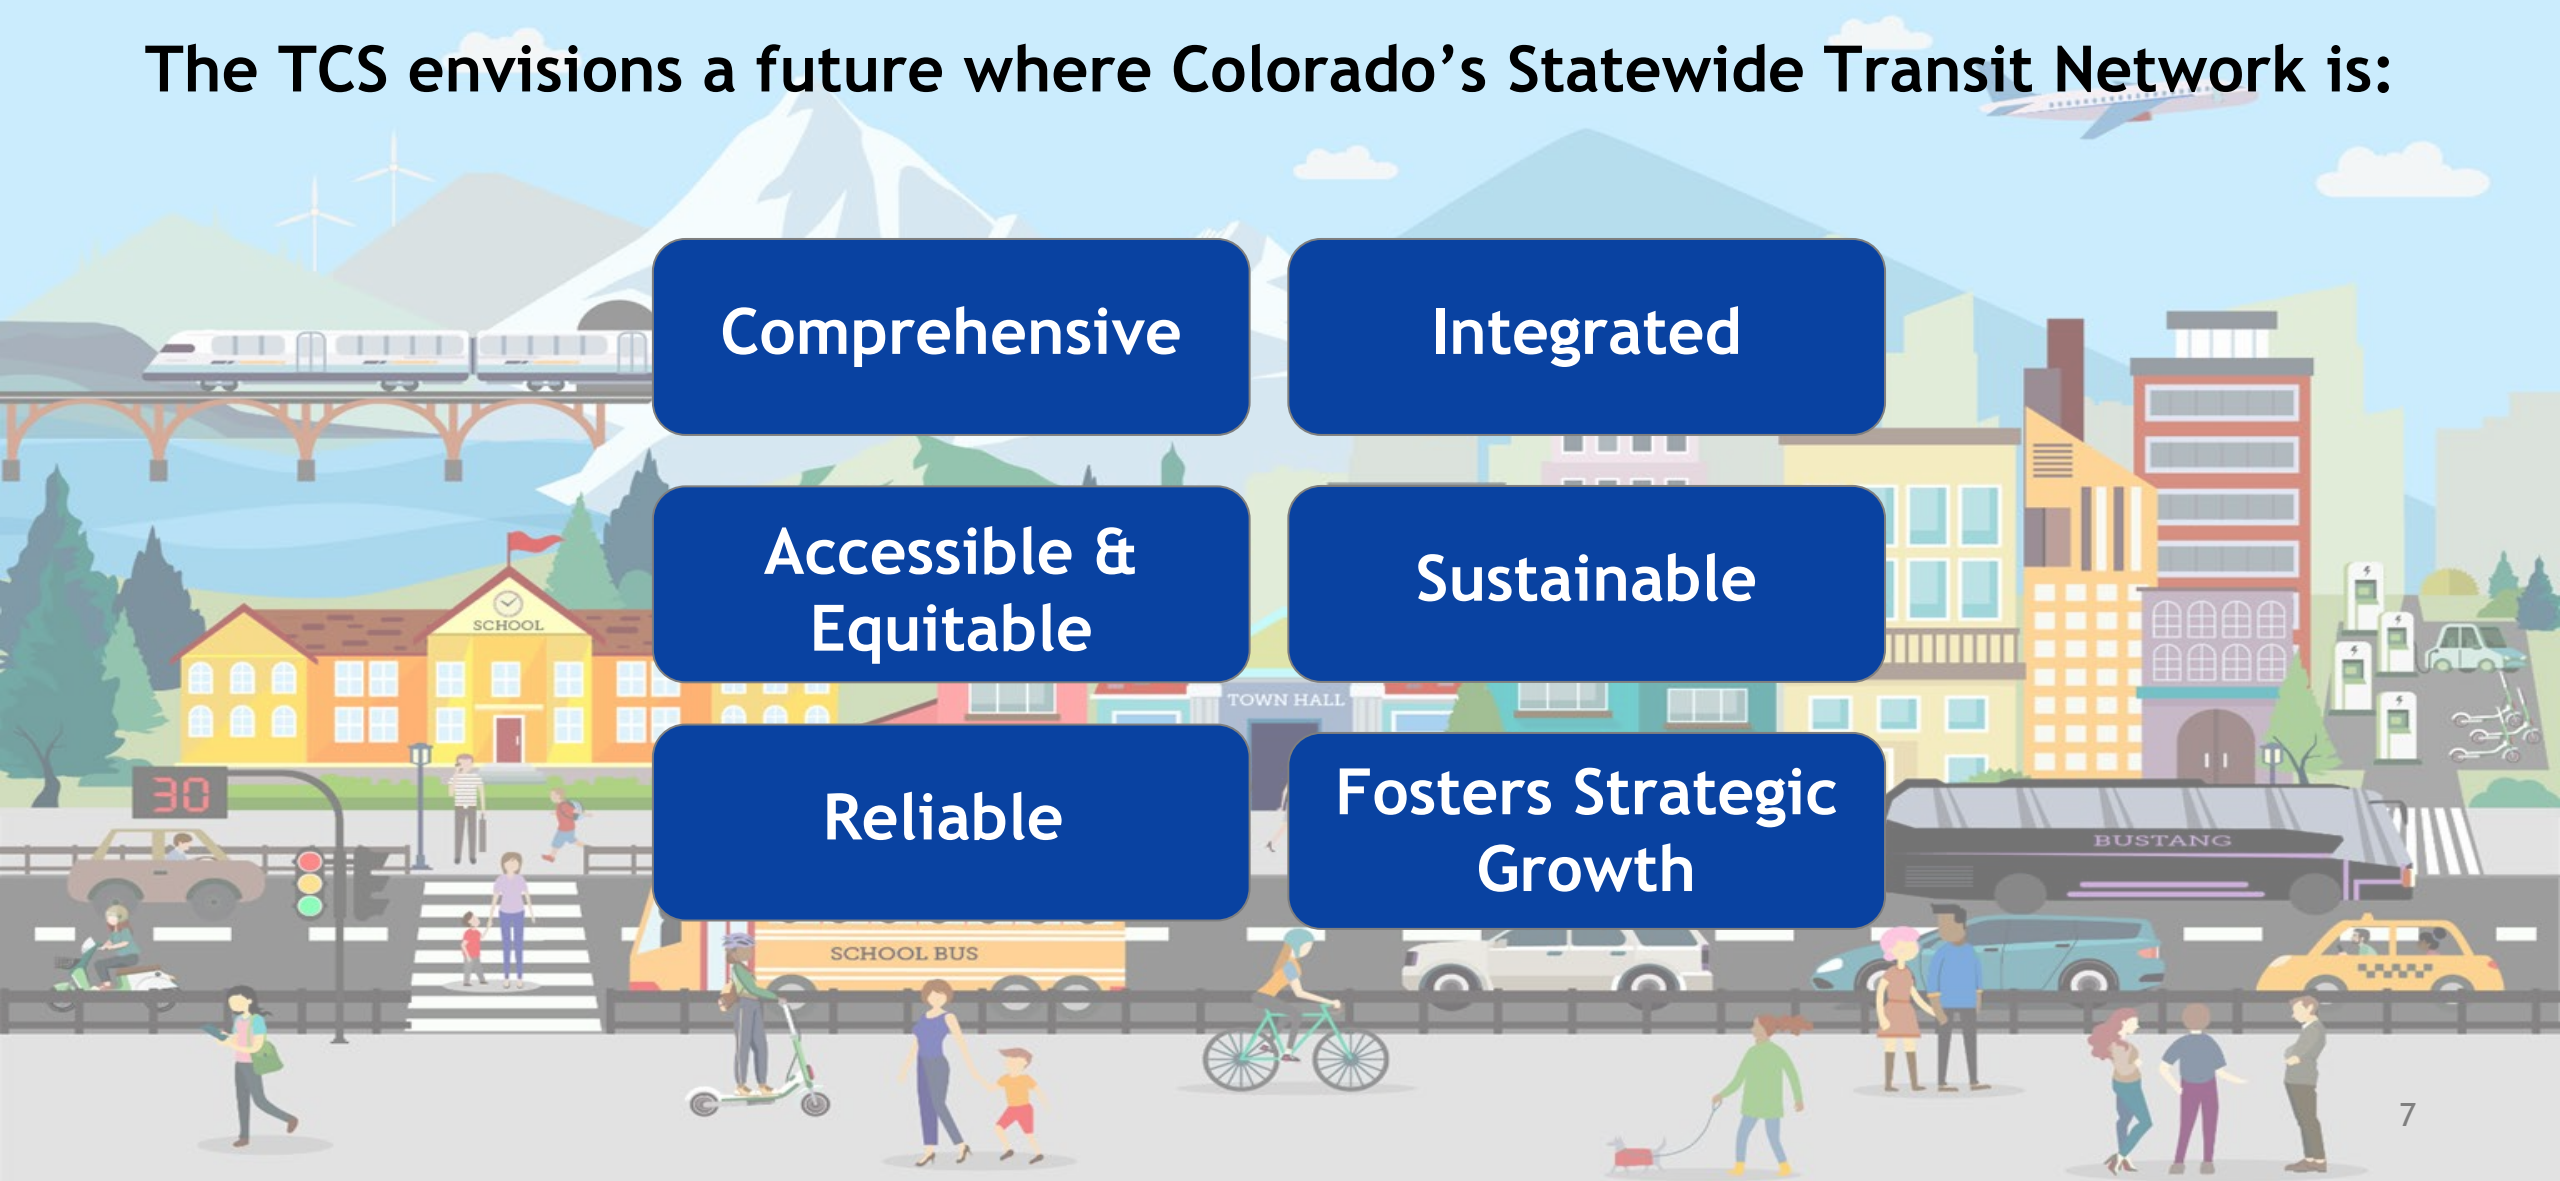 The TCS envisions a future where Colorado’s Statewide Transit Network is:
Comprehensive
Integrated
Accessible &
Equitable
Sustainable
Reliable
Fosters Strategic
Growth
SCHOOL
TOWN HALL
30
BUSTANG
SCHOOL BUS
7